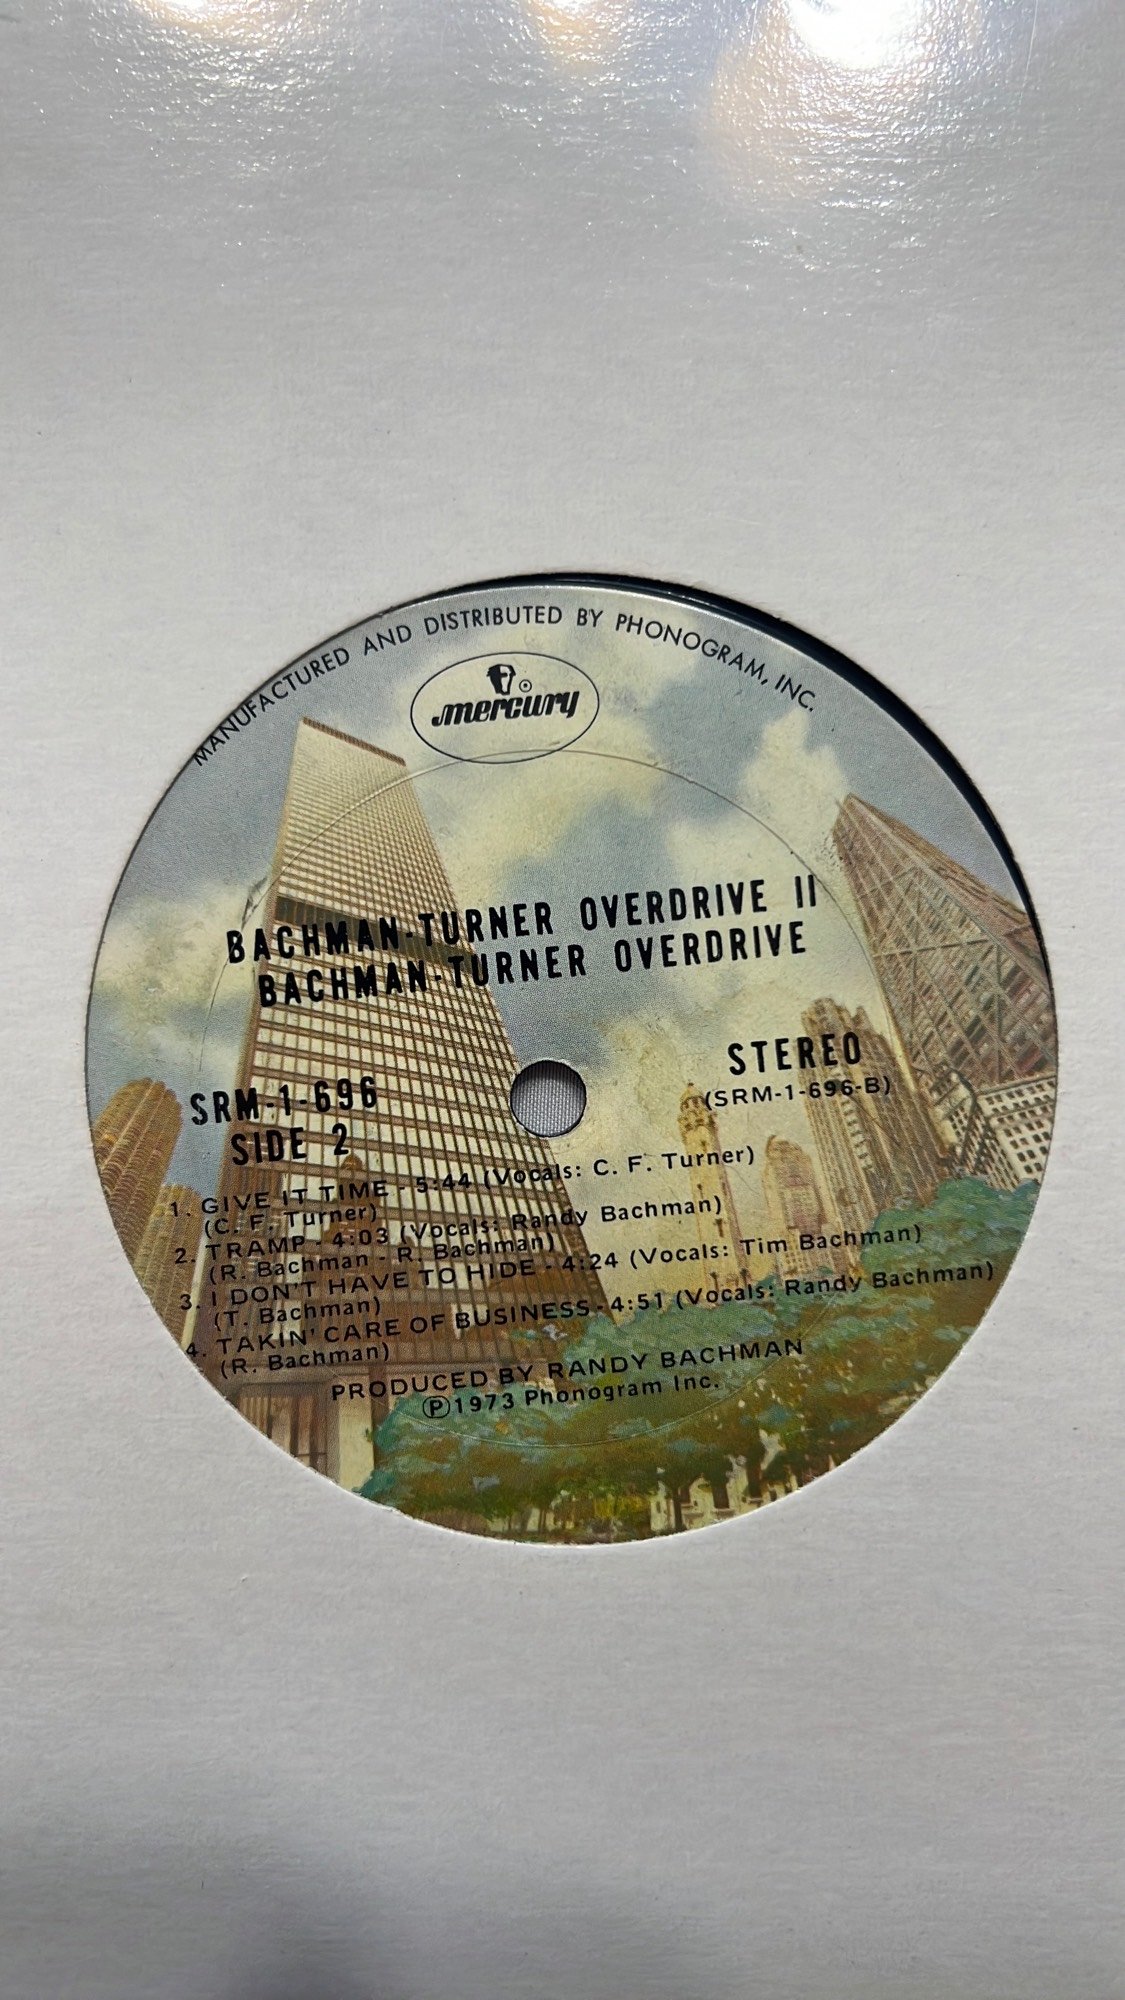 MANUFACTURED AND DISTRIBUTED BY PHONOGRAM, INC.
mercury
BACHMAN-TURNER OVERDRIVE II
BACHMAN-TURNER OVERDRIVE
STEREO
(SRM-1-696-B)
SRM-1-696
SIDE 2
1. GIVE IT TIME - 5:44 (Vocals: C. F. Turner)
(C. F. Turner)
2. TRAMP - 4:03 (Vocals: Randy Bachman)
(R. Bachman - R. Bachman)
3. I DON'T HAVE TO HIDE - 4:24 (Vocals: Tim Bachman)
(T. Bachman)
4. TAKIN' CARE OF BUSINESS - 4:51 (Vocals: Randy Bachman)
(R. Bachman)
PRODUCED BY RANDY BACHMAN
Ⓟ1973 Phonogram Inc.